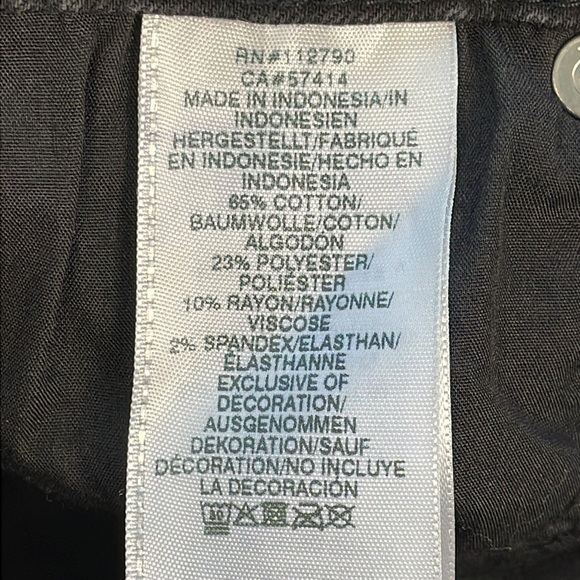 RN#112790
CA#57414
MADE IN INDONESIA/IN
INDONESIEN
HERGESTELLT/FABRIQUÉ
EN INDONESIE/HECHO EN
INDONESIA
65% COTTON/
BAUMWOLLE/COTON/
ALGODON
23% POLYESTER/
POLIÉSTER
10% RAYON/RAYONNE/
VISCOSE
2% SPANDEX/ELASTHAN/
ÉLASTHANNE
EXCLUSIVE OF
DECORATION/
AUSGENOMMEN
DEKORATION/SAUF
DÉCORATION/NO INCLUYE
LA DECORACIÓN
30